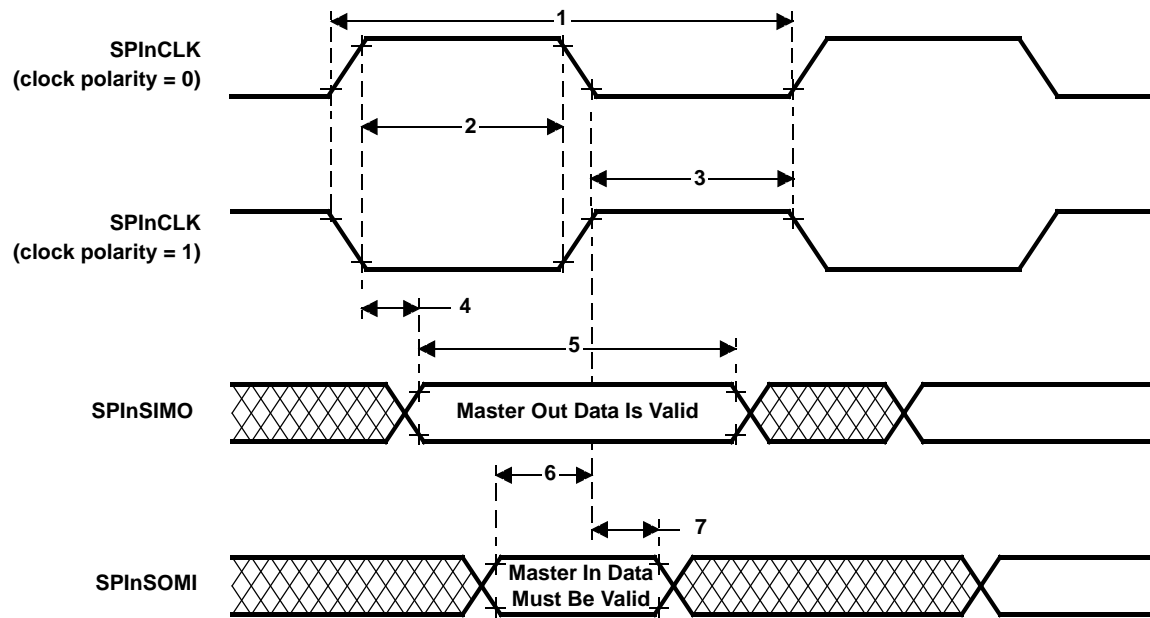 1
SPInCLK
(clock polarity = 0)
2
3
SPInCLK
(clock polarity = 1)
4
5
SPInSIMO
Master Out Data Is Valid
6
7
SPInSOMI
Master In Data
Must Be Valid